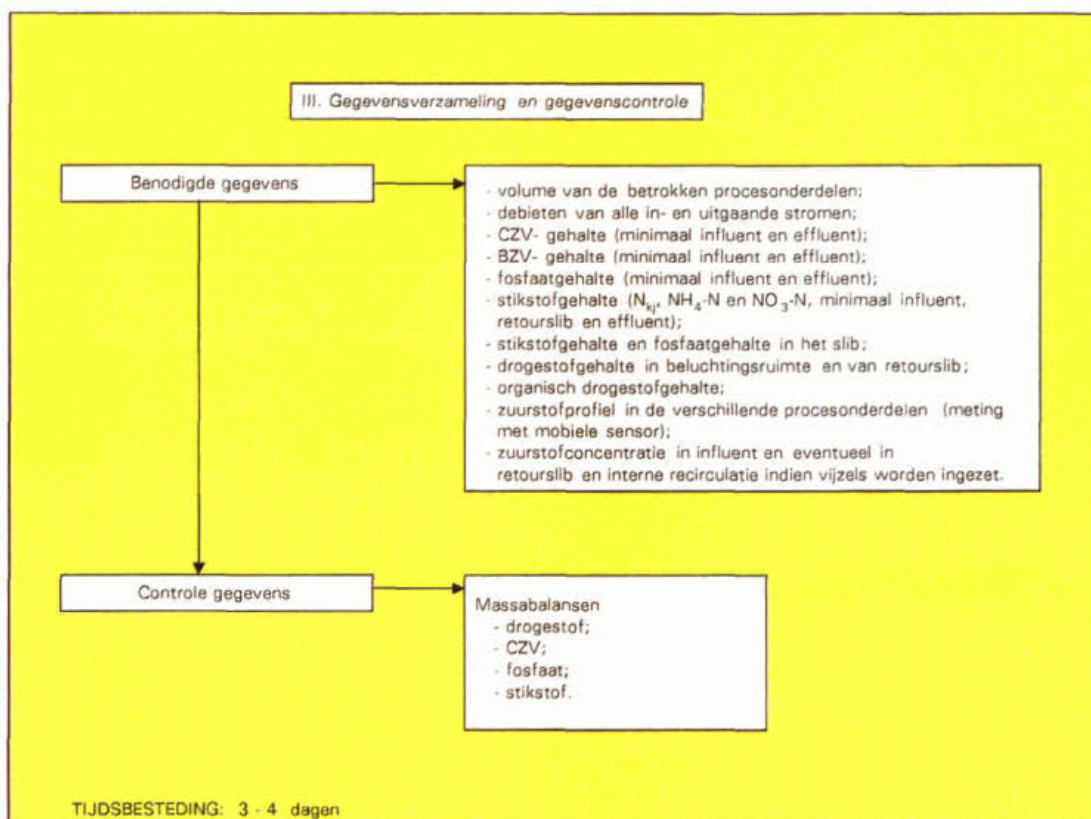 III. Gegevensverzameling en gegevenscontrole
Benodigde gegevens
- volume van de betrokken procesonderdelen;
- debieten van alle in- en uitgaande stromen;
- CZV- gehalte (minimaal influent en effluent);
- BZV- gehalte (minimaal influent en effluent);
- fosfaatgehalte (minimaal influent en effluent);
- stikstofgehalte (N_kj, NH₄-N en NO₃-N, minimaal influent,
retourslib en effluent);
- stikstofgehalte en fosfaatgehalte in het slib;
- drogestofgehalte in beluchtingsruimte en van retourslib;
- organisch drogestofgehalte;
- zuurstofprofiel in de verschillende procesonderdelen (meting
met mobiele sensor);
- zuurstofconcentratie in influent en eventueel in
retourslib en interne recirculatie indien vijzels worden ingezet.
Controle gegevens
Massabalansen
- drogestof;
- CZV;
- fosfaat;
- stikstof.
TIJDSBESTEDING: 3 - 4 dagen